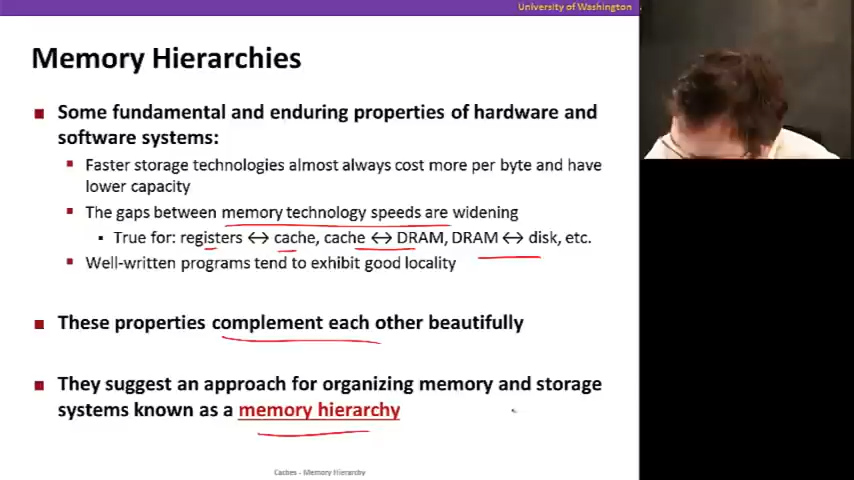 University of Washington
Memory Hierarchies
■ Some fundamental and enduring properties of hardware and
software systems:
▪ Faster storage technologies almost always cost more per byte and have
lower capacity
▪ The gaps between memory technology speeds are widening
▪ True for: registers ↔ cache, cache ↔ DRAM, DRAM ↔ disk, etc.
▪ Well-written programs tend to exhibit good locality
■ These properties complement each other beautifully
■ They suggest an approach for organizing memory and storage
systems known as a memory hierarchy
Caches - Memory Hierarchy